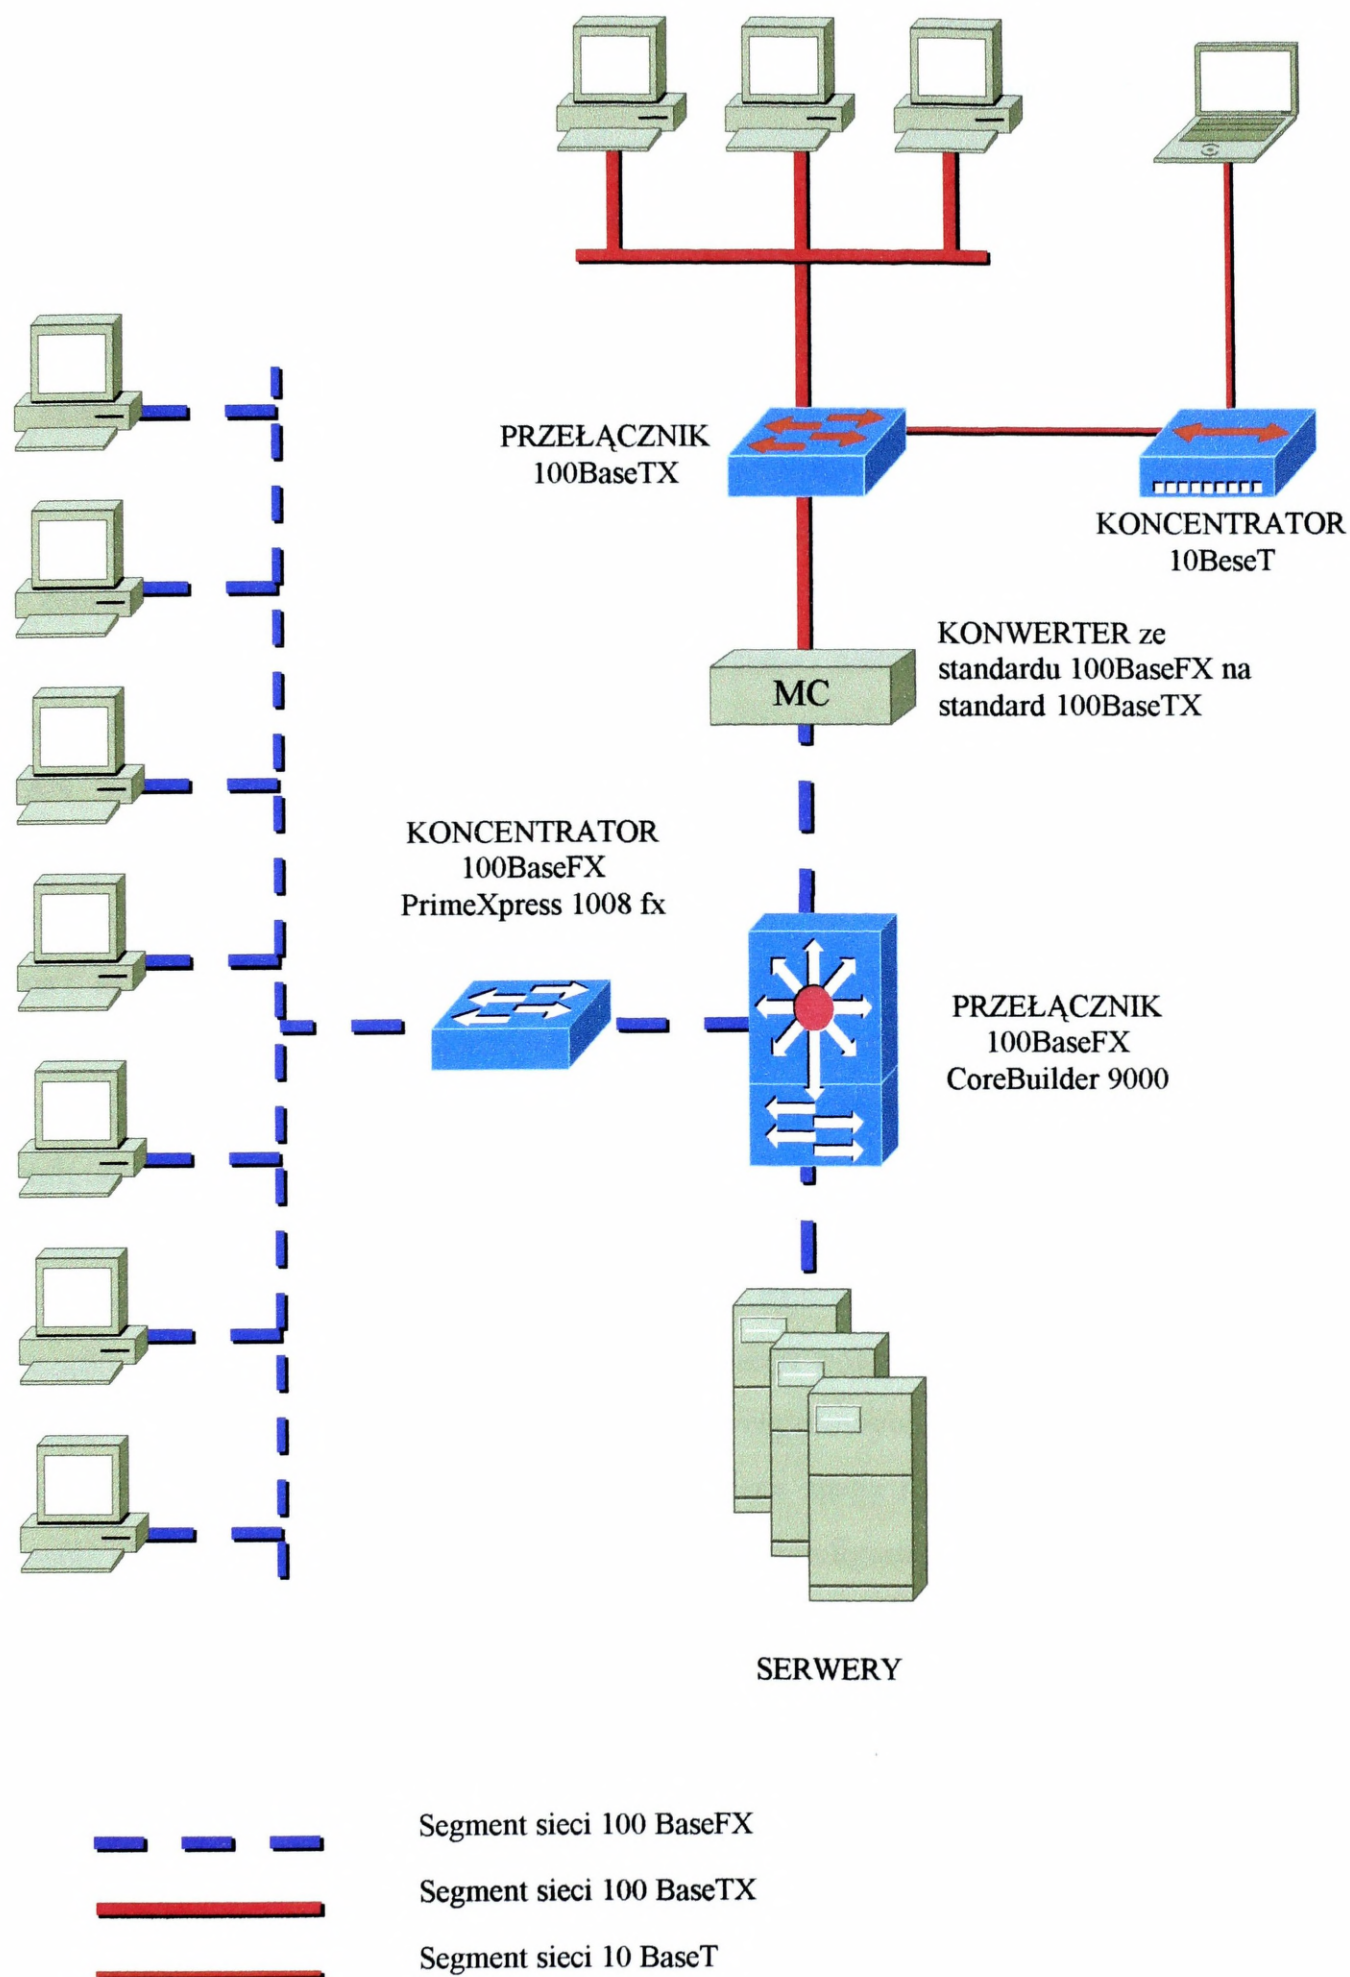 PRZEŁĄCZNIK
100BaseTX
KONCENTRATOR
10BeseT
KONWERTER ze
standardu 100BaseFX na
standard 100BaseTX
MC
KONCENTRATOR
100BaseFX
PrimeXpress 1008 fx
PRZEŁĄCZNIK
100BaseFX
CoreBuilder 9000
SERWERY
Segment sieci 100 BaseFX
Segment sieci 100 BaseTX
Segment sieci 10 BaseT